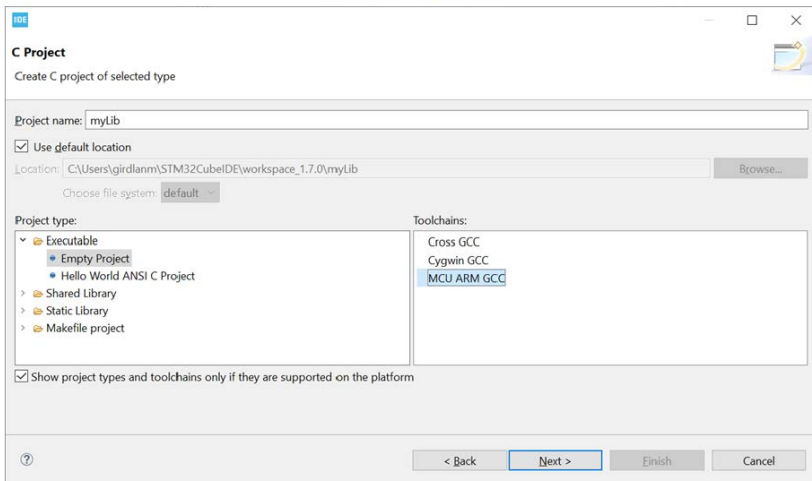 IDE
C Project
Create C project of selected type
Project name: myLib
Use default location
Location: C:\Users\girdlanm\STM32CubeIDE\workspace_1.7.0\myLib Browse...
Choose file system: default
Project type: Toolchains:
Executable Cross GCC
Empty Project Cygwin GCC
Hello World ANSI C Project MCU ARM GCC
Shared Library
Static Library
Makefile project
Show project types and toolchains only if they are supported on the platform
? < Back Next > Finish Cancel